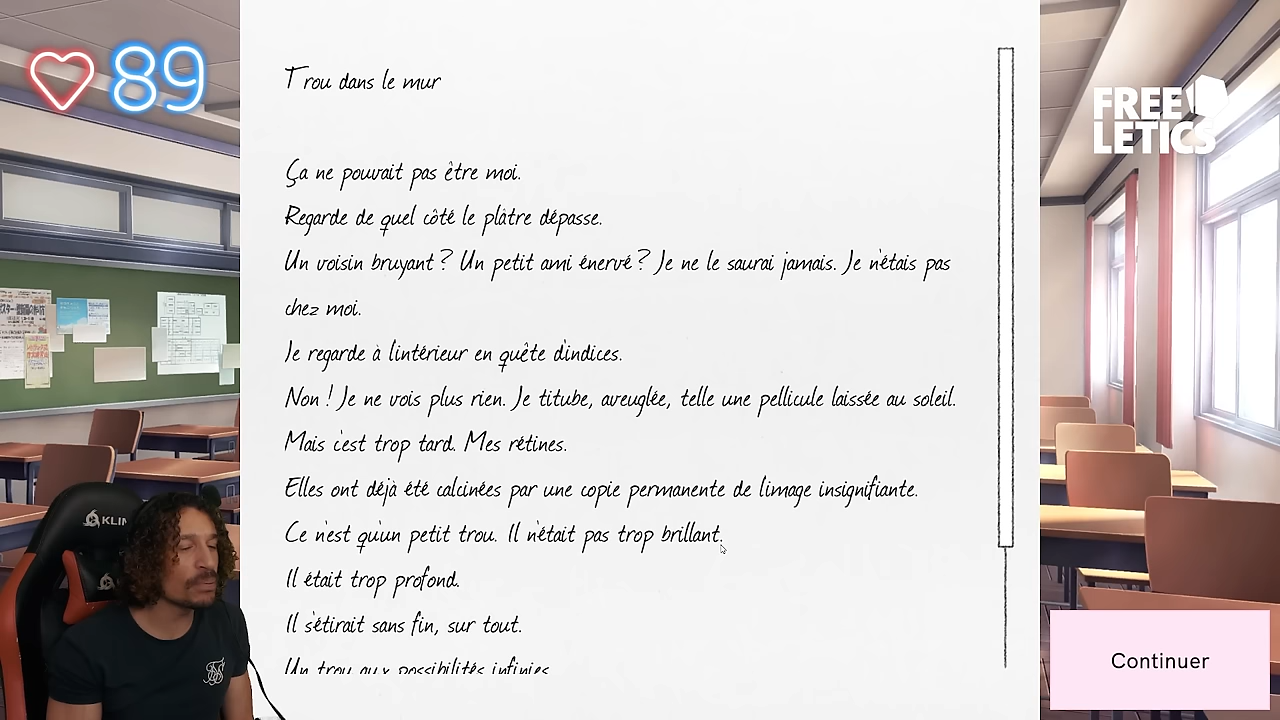 89
FREE
LETICS
Trou dans le mur
Ça ne pouvait pas être moi.
Regarde de quel côté le plâtre dépasse.
Un voisin bruyant ? Un petit ami énervé ? Je ne le saurai jamais. Je n'étais pas
chez moi.
Je regarde à l'intérieur en quête d'indices.
Non ! Je ne vois plus rien. Je titube, aveuglée, telle une pellicule laissée au soleil.
Mais c'est trop tard. Mes rétines.
Elles ont déjà été calcinées par une copie permanente de l'image insignifiante.
Ce n'est qu'un petit trou. Il n'était pas trop brillant.
Il était trop profond.
Il s'étirait sans fin, sur tout.
Un trou aux possibilités infinies
KLIM
Continuer